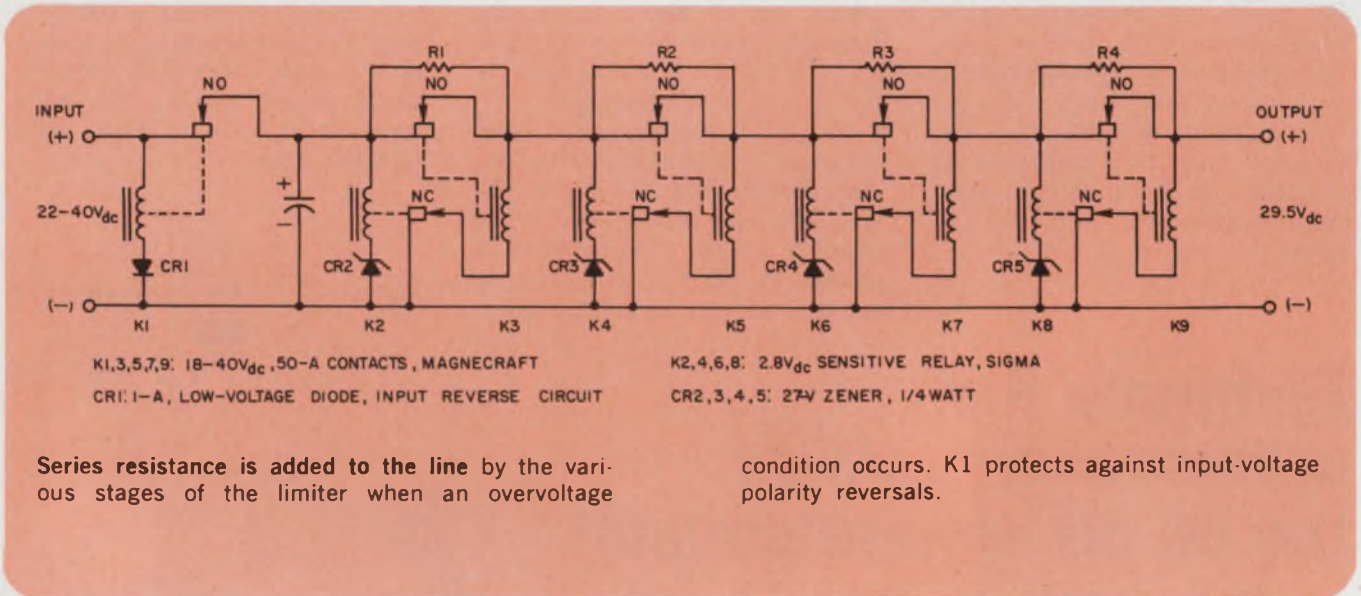 R1
R2
R3
R4
NO
NO
NO
NO
NO
INPUT
(+)
OUTPUT
(+)
22-40Vdc
NC
NC
NC
NC
29.5Vdc
CR1
CR2
CR3
CR4
CR5
(-)
(-)
K1
K2
K3
K4
K5
K6
K7
K8
K9
K1,3,5,7,9: 18-40Vdc, 50-A CONTACTS, MAGNECRAFT
CR1: 1-A, LOW-VOLTAGE DIODE, INPUT REVERSE CIRCUIT
K2,4,6,8: 2.8Vdc SENSITIVE RELAY, SIGMA
CR2,3,4,5: 27-V ZENER, 1/4 WATT
Series resistance is added to the line by the vari-
ous stages of the limiter when an overvoltage
condition occurs. K1 protects against input-voltage
polarity reversals.